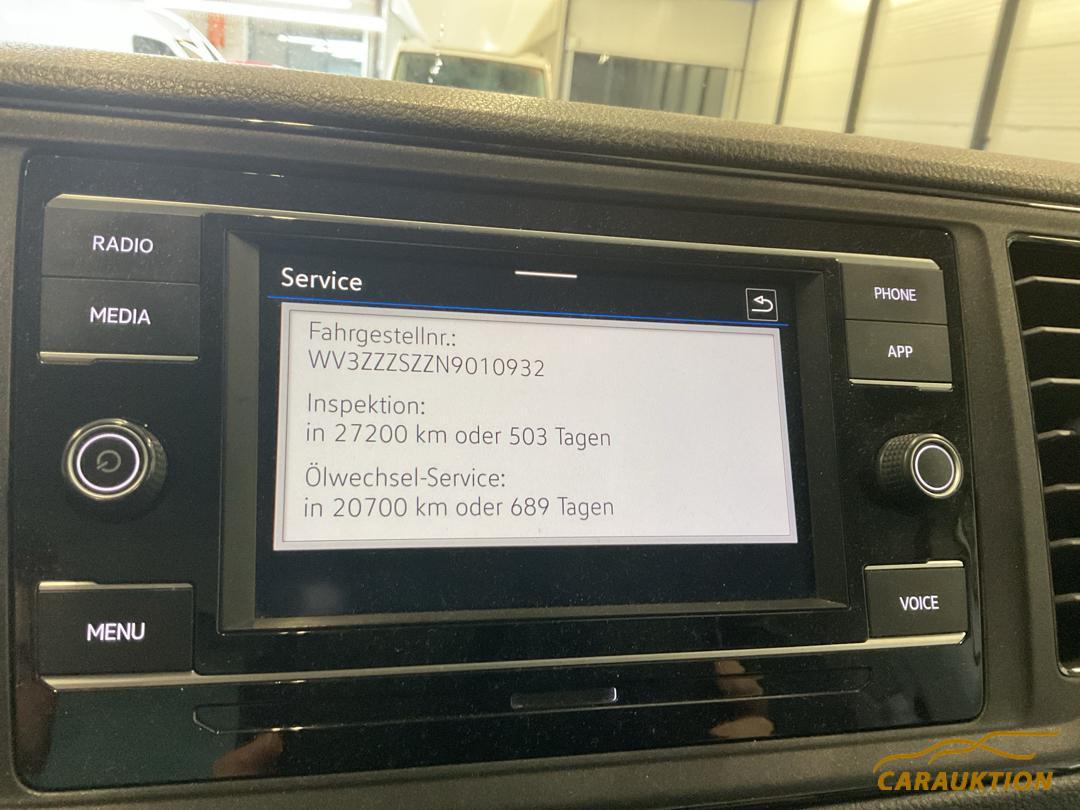 RADIO
MEDIA
MENU
Service
Fahrgestellnr.:
WV3ZZZSZZN9010932
Inspektion:
in 27200 km oder 503 Tagen
Ölwechsel-Service:
in 20700 km oder 689 Tagen
PHONE
APP
VOICE
CARAUKTION